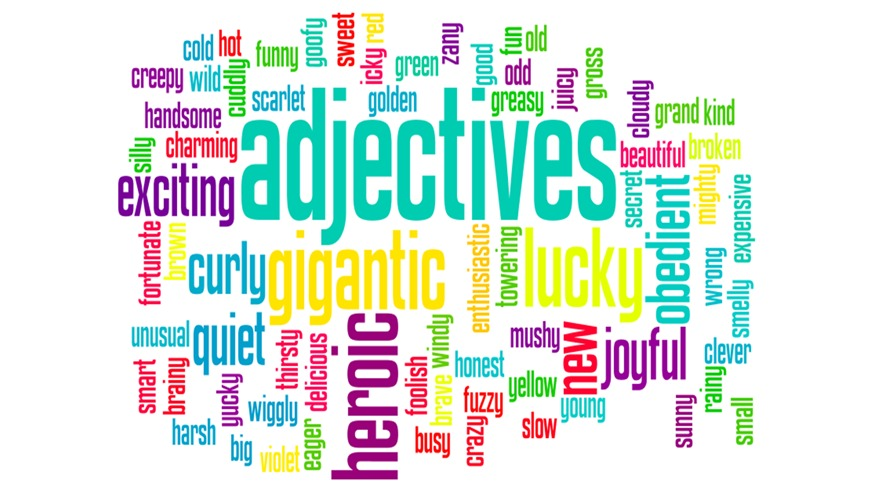 cold
hot
funny
goofy
sweet
icky
red
green
zany
good
fun
old
odd
juicy
gross
creepy
wild
cuddly
scarlet
golden
greasy
cloudy
grand
kind
handsome
silly
charming
adjectives
beautiful
broken
exciting
secret
obedient
mighty
expensive
fortunate
brown
curly
gigantic
enthusiastic
towering
lucky
wrong
smelly
unusual
quiet
thirsty
delicious
heroic
windy
foolish
brave
honest
mushy
new
joyful
clever
smart
brainy
yucky
wiggly
fuzzy
yellow
young
rainy
sunny
small
harsh
big
violet
eager
busy
crazy
slow